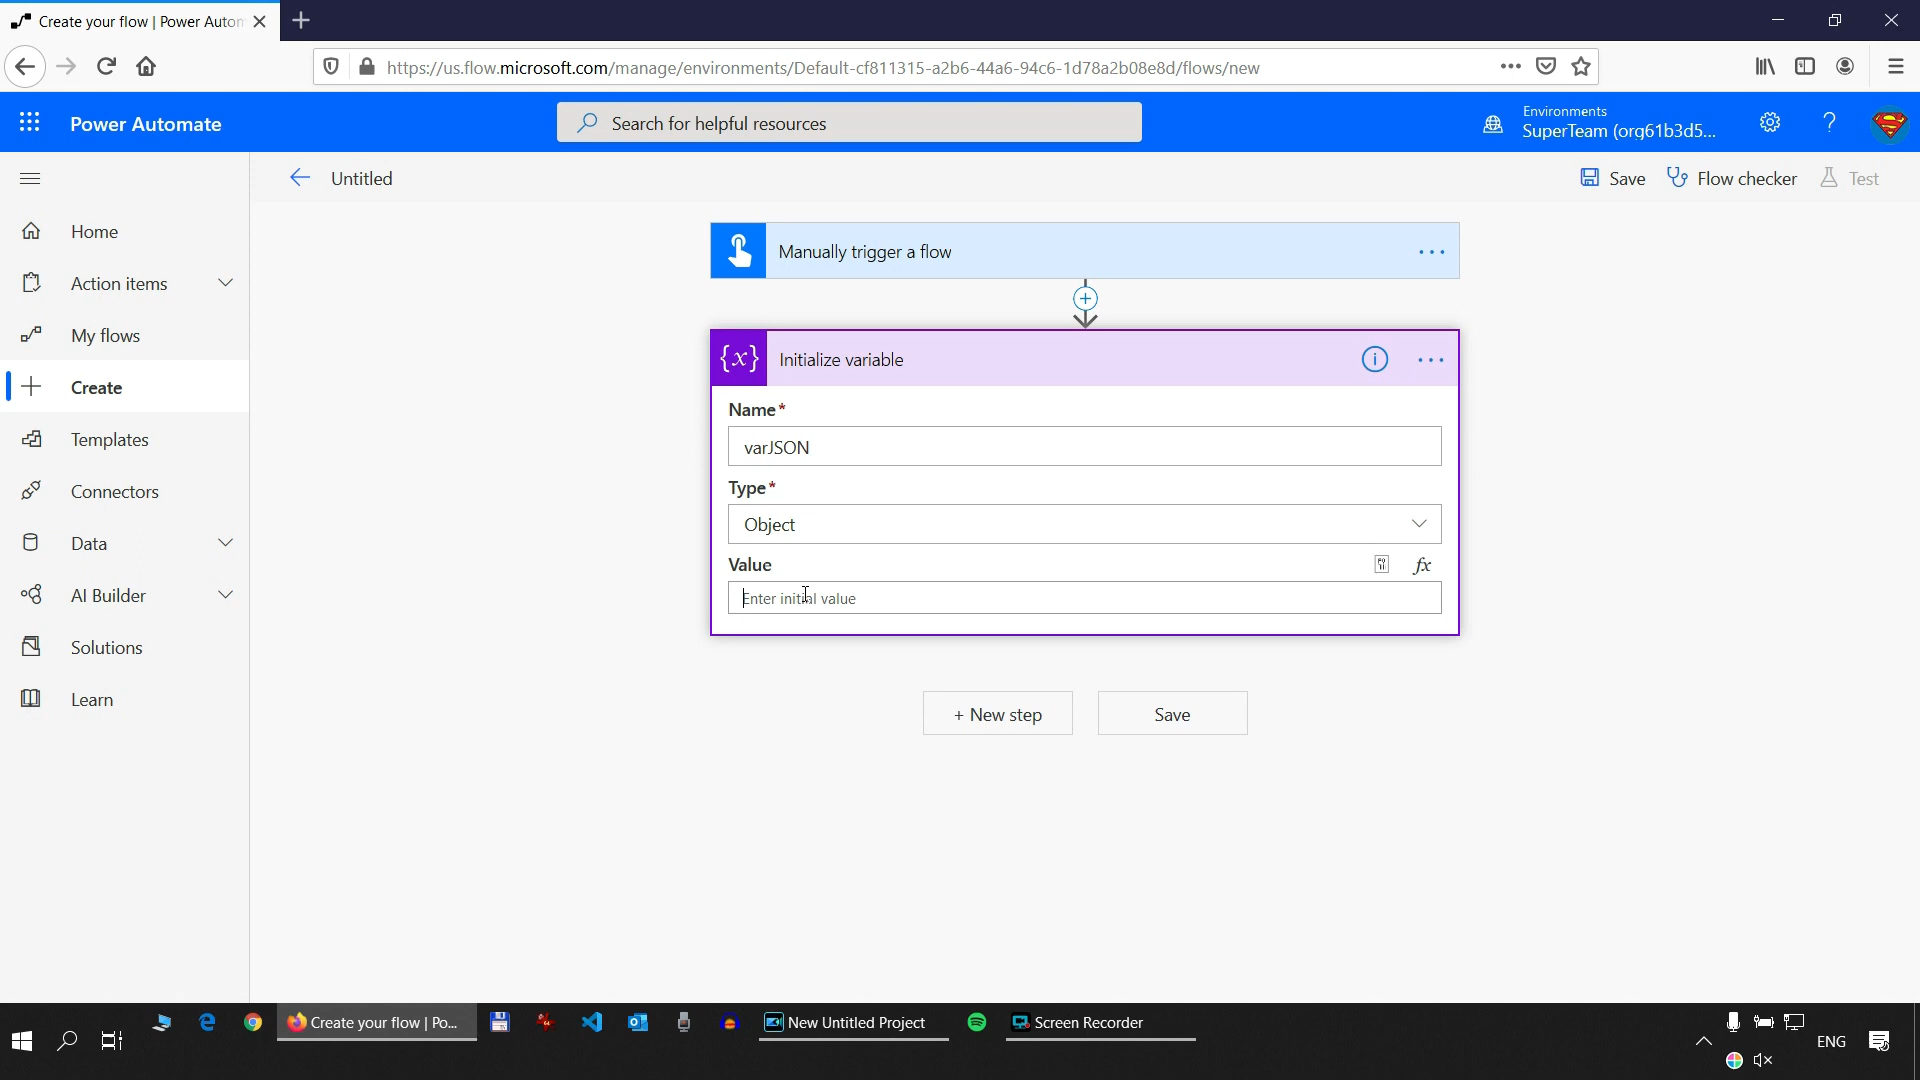 Create your flow | Power Autom
https://us.flow.microsoft.com/manage/environments/Default-cf811315-a2b6-44a6-94c6-1d78a2b08e8d/flows/new
Power Automate
Search for helpful resources
Environments
SuperTeam (org61b3d5...
?
Untitled
Save
Flow checker
Test
Home
Action items
My flows
Create
Templates
Connectors
Data
AI Builder
Solutions
Learn
Manually trigger a flow
{x}
Initialize variable
Name*
varJSON
Type*
Object
Value
fx
Enter initial value
+ New step
Save
Create your flow | Po...
New Untitled Project
Screen Recorder
ENG